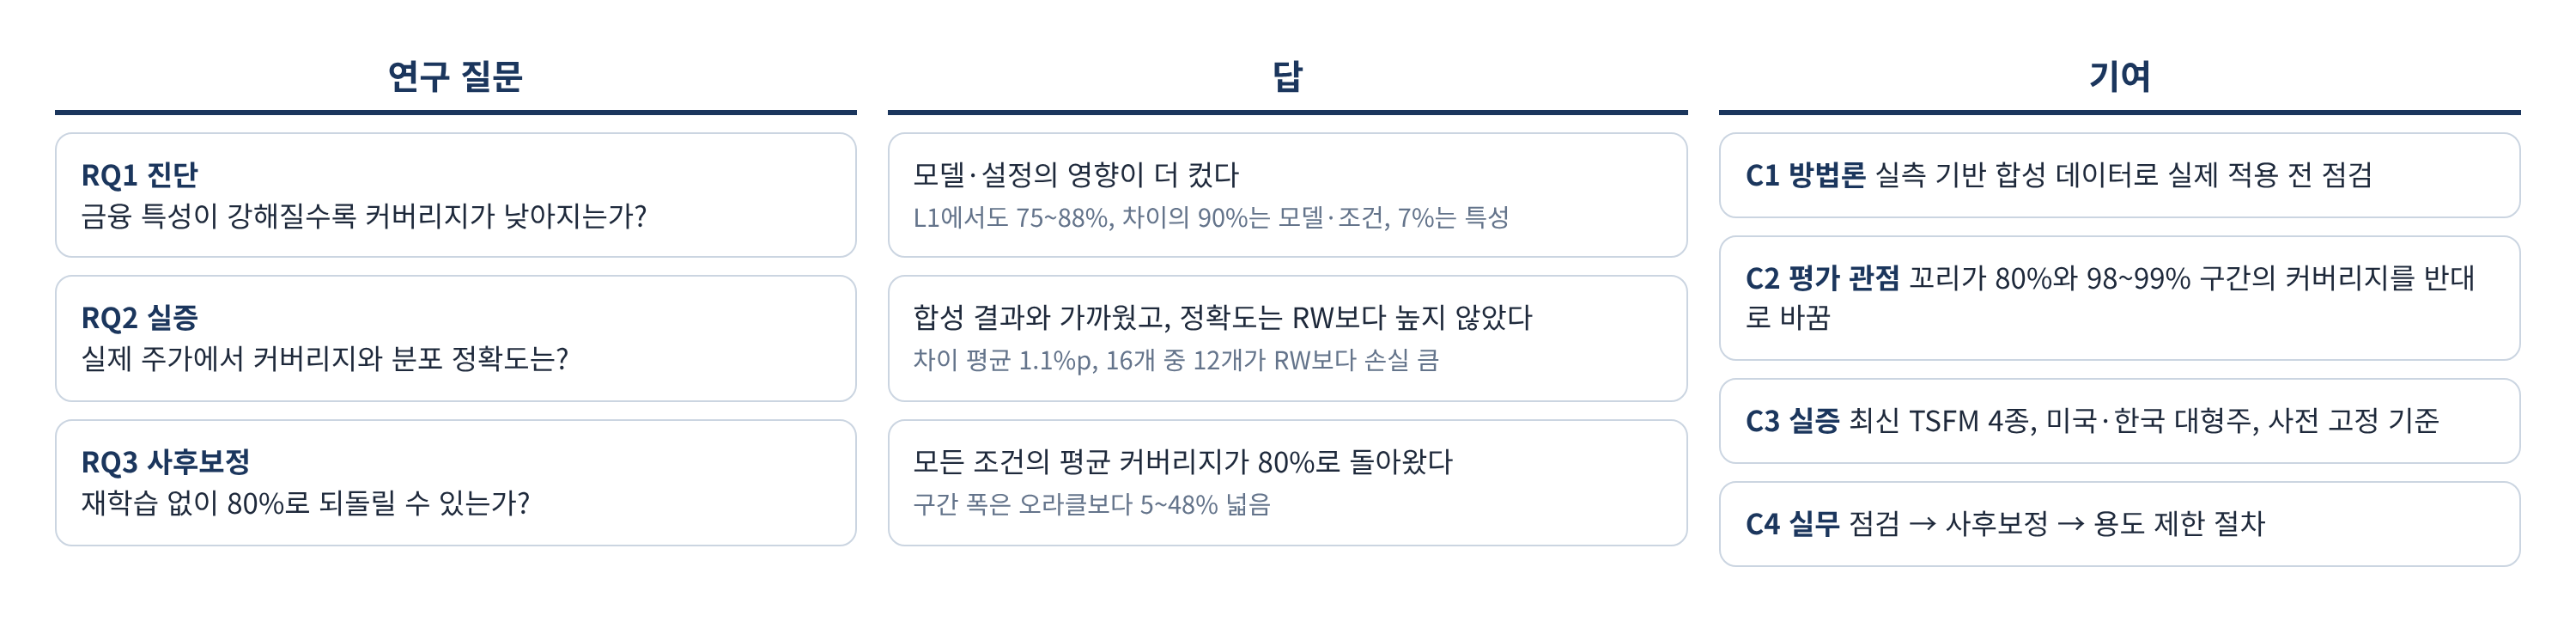 연구 질문
RQ1 진단
금융 특성이 강해질수록 커버리지가 낮아지는가?
RQ2 실증
실제 주가에서 커버리지와 분포 정확도는?
RQ3 사후보정
재학습 없이 80%로 되돌릴 수 있는가?
답
모델·설정의 영향이 더 컸다
L1에서도 75~88%, 차이의 90%는 모델·조건, 7%는 특성
합성 결과와 가까웠고, 정확도는 RW보다 높지 않았다
차이 평균 1.1%p, 16개 중 12개가 RW보다 손실 큼
모든 조건의 평균 커버리지가 80%로 돌아왔다
구간 폭은 오라클보다 5~48% 넓음
기여
C1 방법론 실측 기반 합성 데이터로 실제 적용 전 점검
C2 평가 관점 꼬리가 80%와 98~99% 구간의 커버리지를 반대
로 바꿈
C3 실증 최신 TSFM 4종, 미국·한국 대형주, 사전 고정 기준
C4 실무 점검 → 사후보정 → 용도 제한 절차